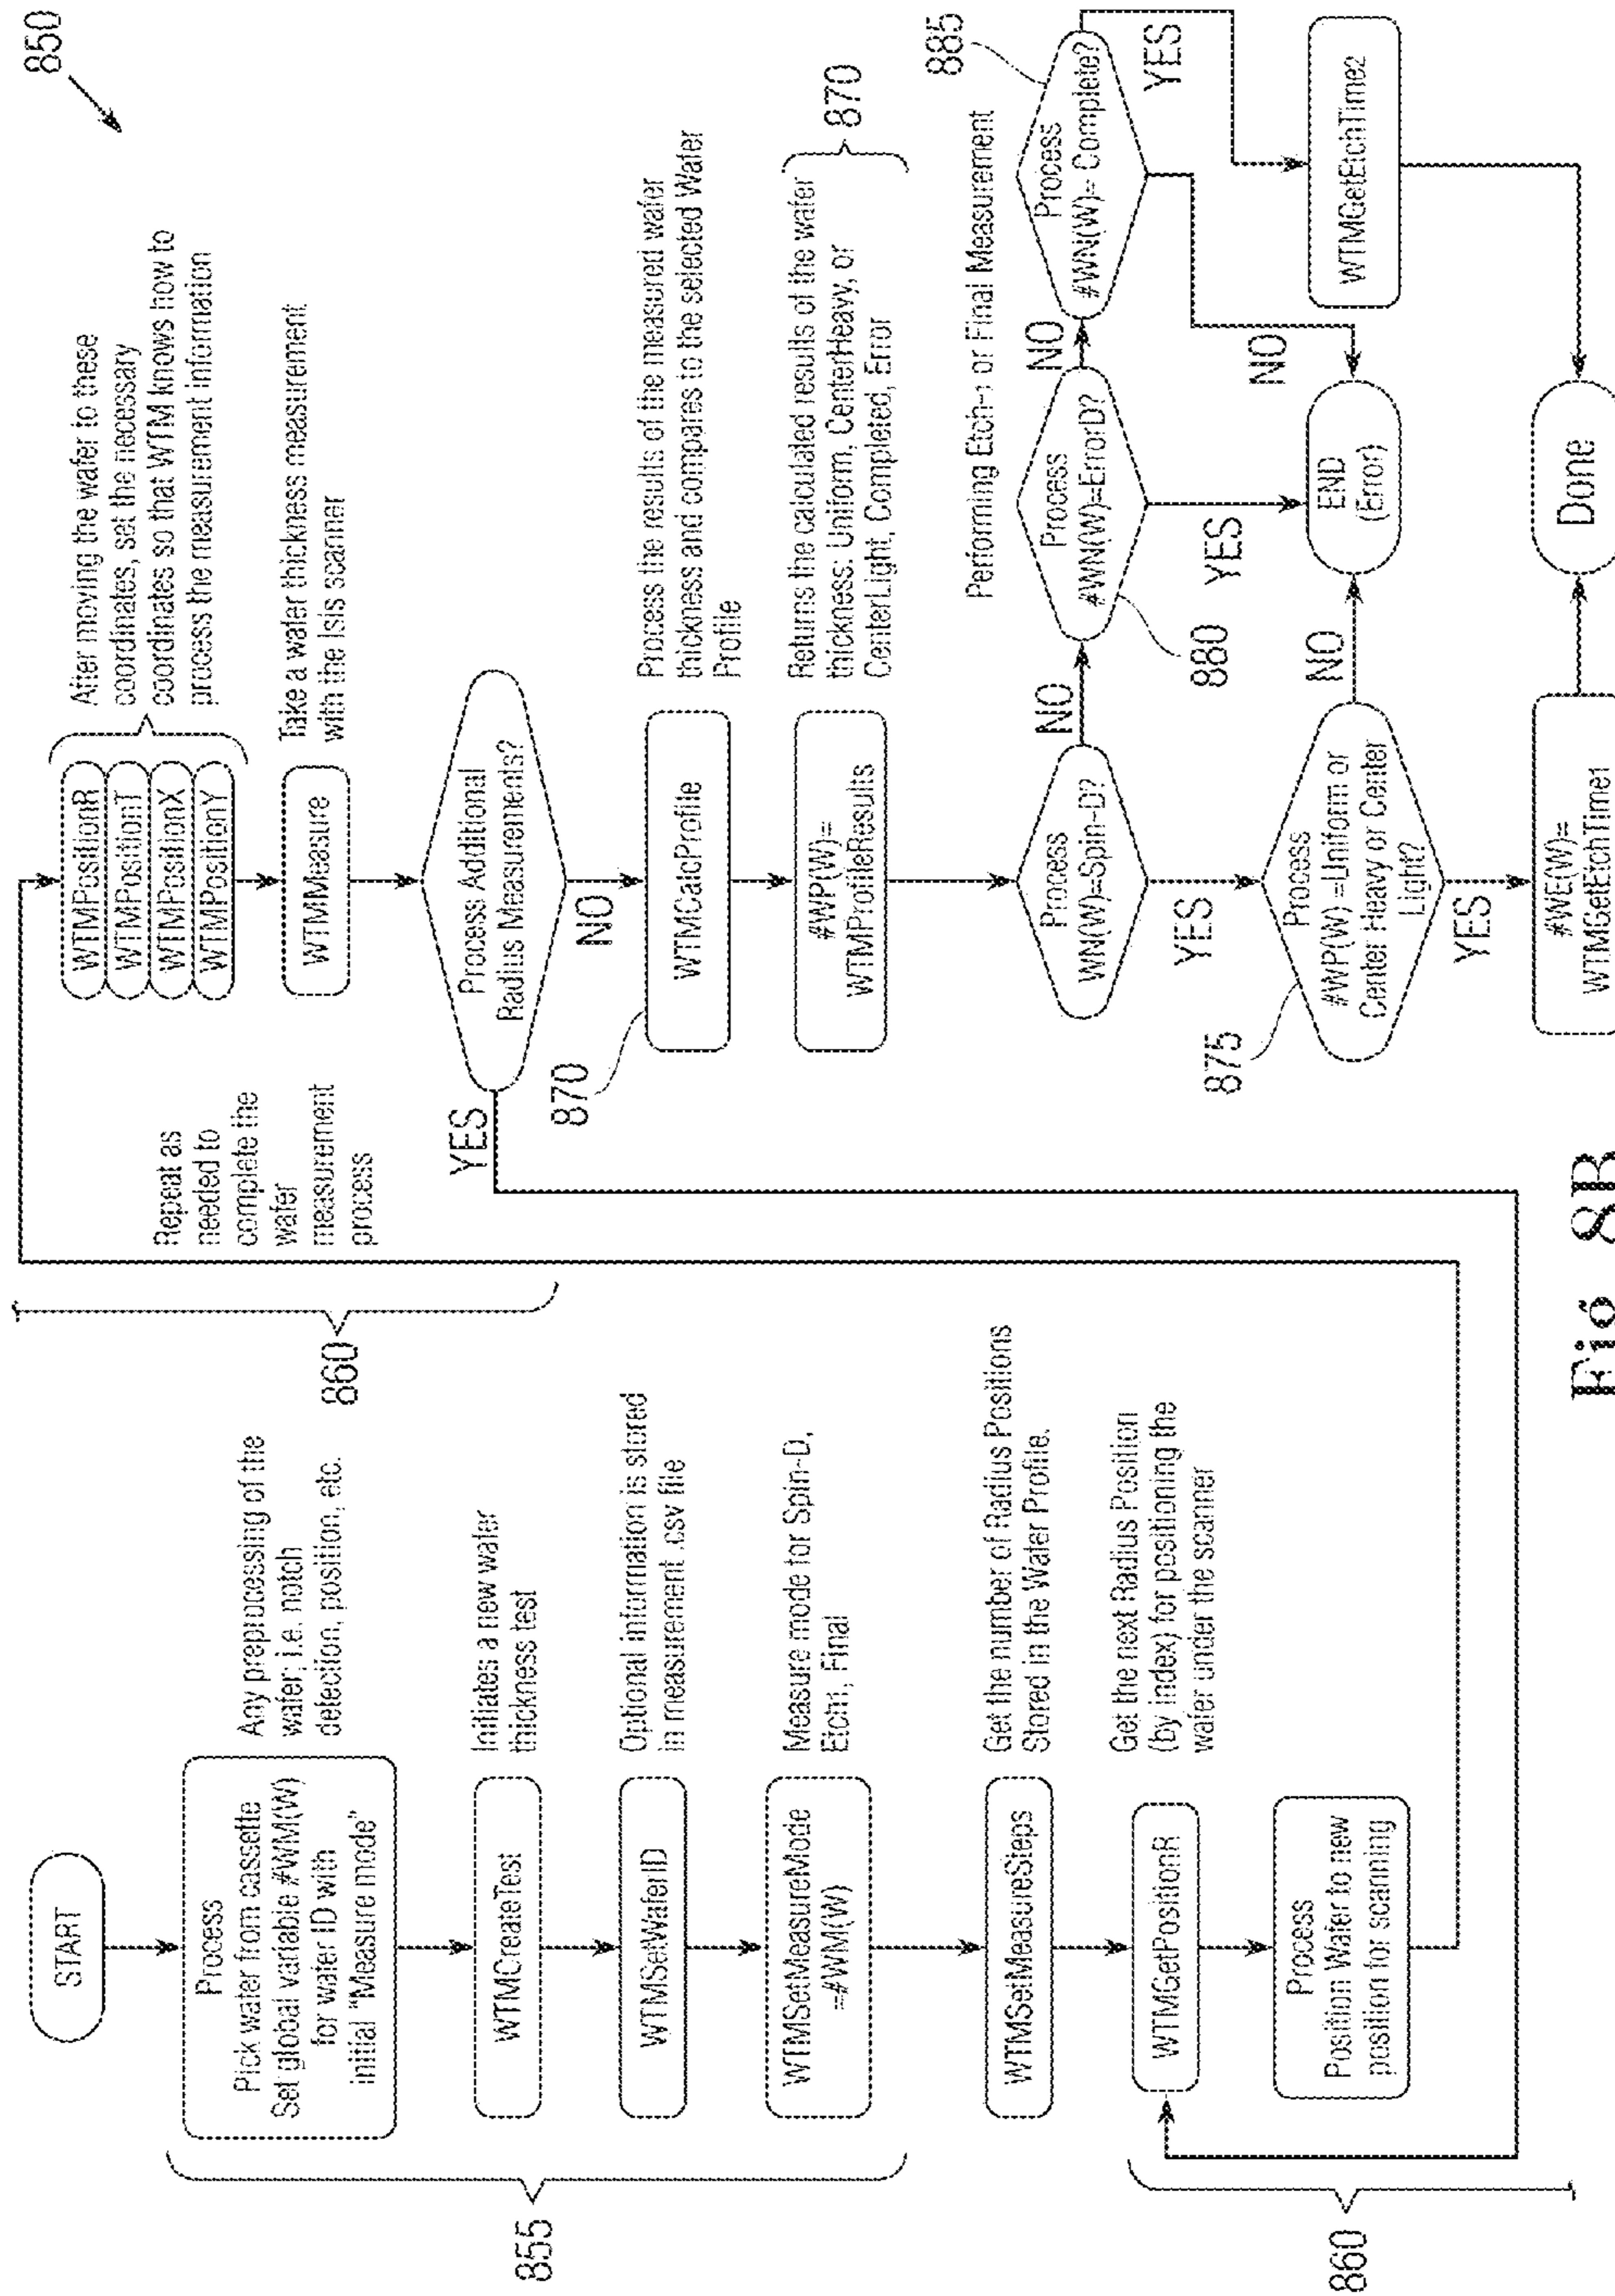 850
START
Process
Pick wafer from cassette
Set global variable #WM(W)
for wafer ID with
initial "Measure mode"
Any preprocessing of the
wafer; i.e. notch
detection, position, etc.
WTMCreateTest
Initiates a new wafer
thickness test
WTMSetWaferID
Optional information is stored
in measurement .csv file
WTMSetMeasureMode
=#WM(W)
Measure mode for Spin-D,
Etch1, Final
855
WTMSetMeasureSteps
Get the number of Radius Positions
Stored in the Wafer Profile.
WTMGetPositionR
Get the next Radius Position
(by index) for positioning the
wafer under the scanner
Process
Position Wafer to new
position for scanning
860
860
Repeat as
needed to
complete the
wafer
measurement
process
WTMPositionR
WTMPositionT
WTMPositionX
WTMPositionY
After moving the wafer to these
coordinates, set the necessary
coordinates so that WTM knows how to
process the measurement information
WTMMeasure
Take a wafer thickness measurement
with the Isis scanner
Process Additional
Radius Measurements?
YES
NO
870
WTMCalcProfile
Process the results of the measured wafer
thickness and compares to the selected Wafer
Profile
#WP(W)=
WTMProfileResults
Returns the calculated results of the wafer
thickness: Uniform, CenterHeavy, or
CenterLight, Completed, Error
870
Performing Etch-1 or Final Measurement
Process
WN(W)=Spin-D?
NO
Process
#WN(W)=ErrorD?
NO
Process
#WN(W)= Complete?
885
YES
880
YES
NO
YES
875
Process
#WP(W) =Uniform or
Center Heavy or Center
Light?
NO
END
(Error)
WTMGetEtchTime2
YES
#WE(W)=
WTMGetEtchTime1
Done
Fig 8B